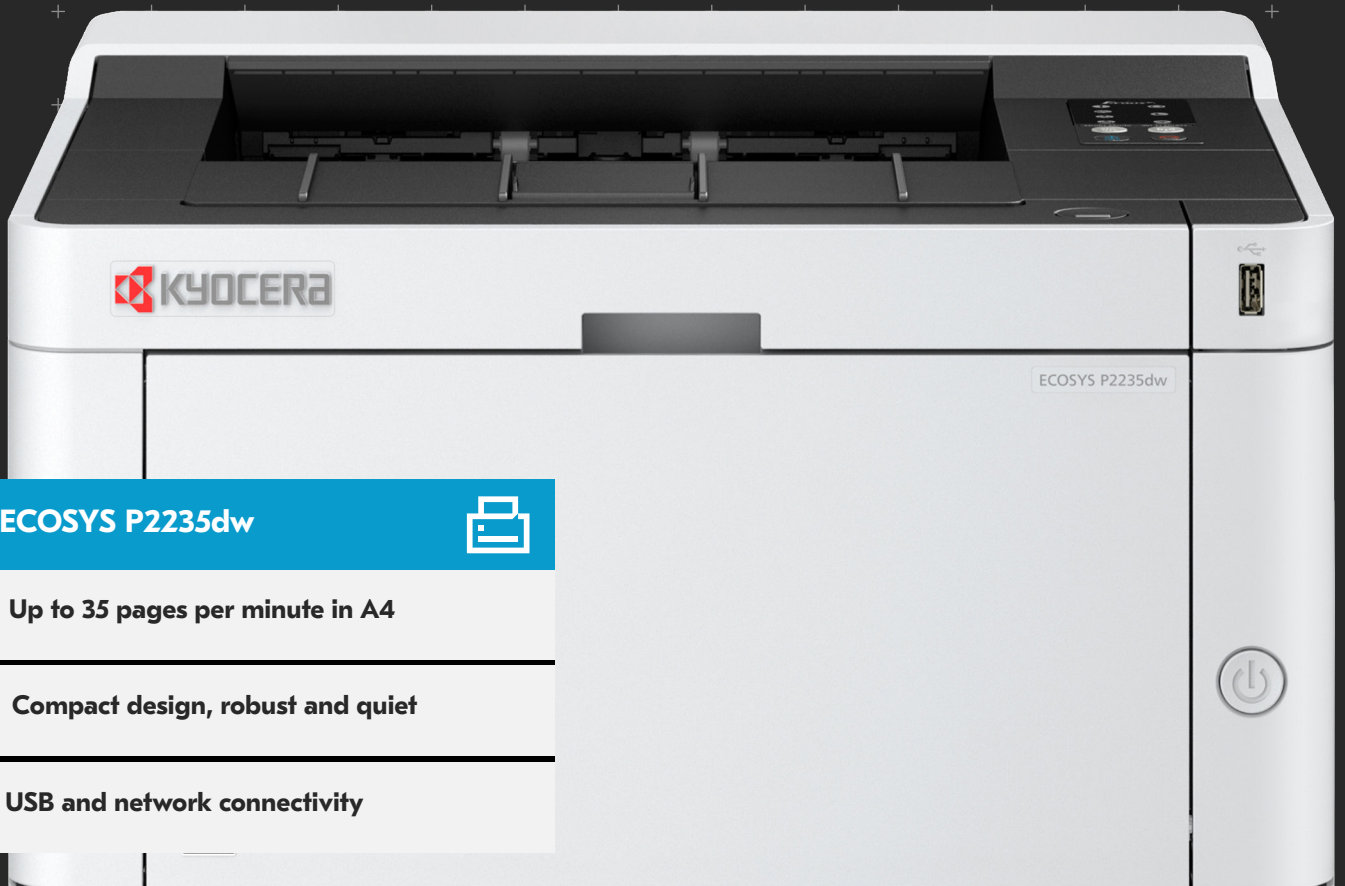 KYOCERA
ECOSYS P2235dw
ECOSYS P2235dw
Up to 35 pages per minute in A4
Compact design, robust and quiet
USB and network connectivity